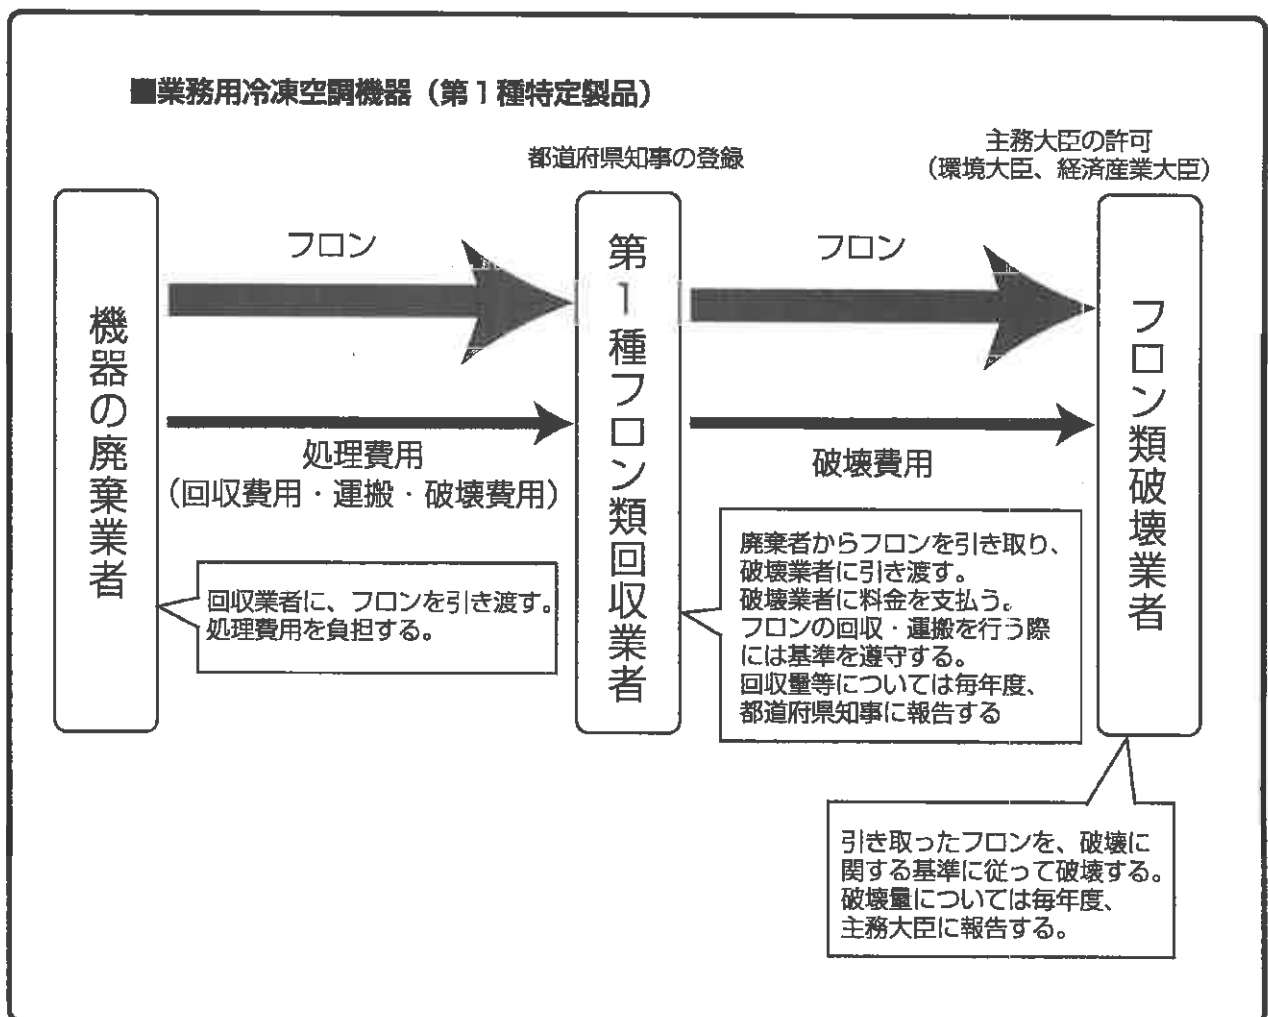 ■業務用冷凍空調機器（第１種特定製品）
都道府県知事の登録
主務大臣の許可
（環境大臣、経済産業大臣）
機器の廃棄業者
フロン
処理費用
（回収費用・運搬・破壊費用）
回収業者に、フロンを引き渡す。
処理費用を負担する。
第１種フロン類回収業者
フロン
破壊費用
廃棄者からフロンを引き取り、
破壊業者に引き渡す。
破壊業者に料金を支払う。
フロンの回収・運搬を行う際
には基準を遵守する。
回収量等については毎年度、
都道府県知事に報告する
フロン類破壊業者
引き取ったフロンを、破壊に
関する基準に従って破壊する。
破壊量については毎年度、
主務大臣に報告する。